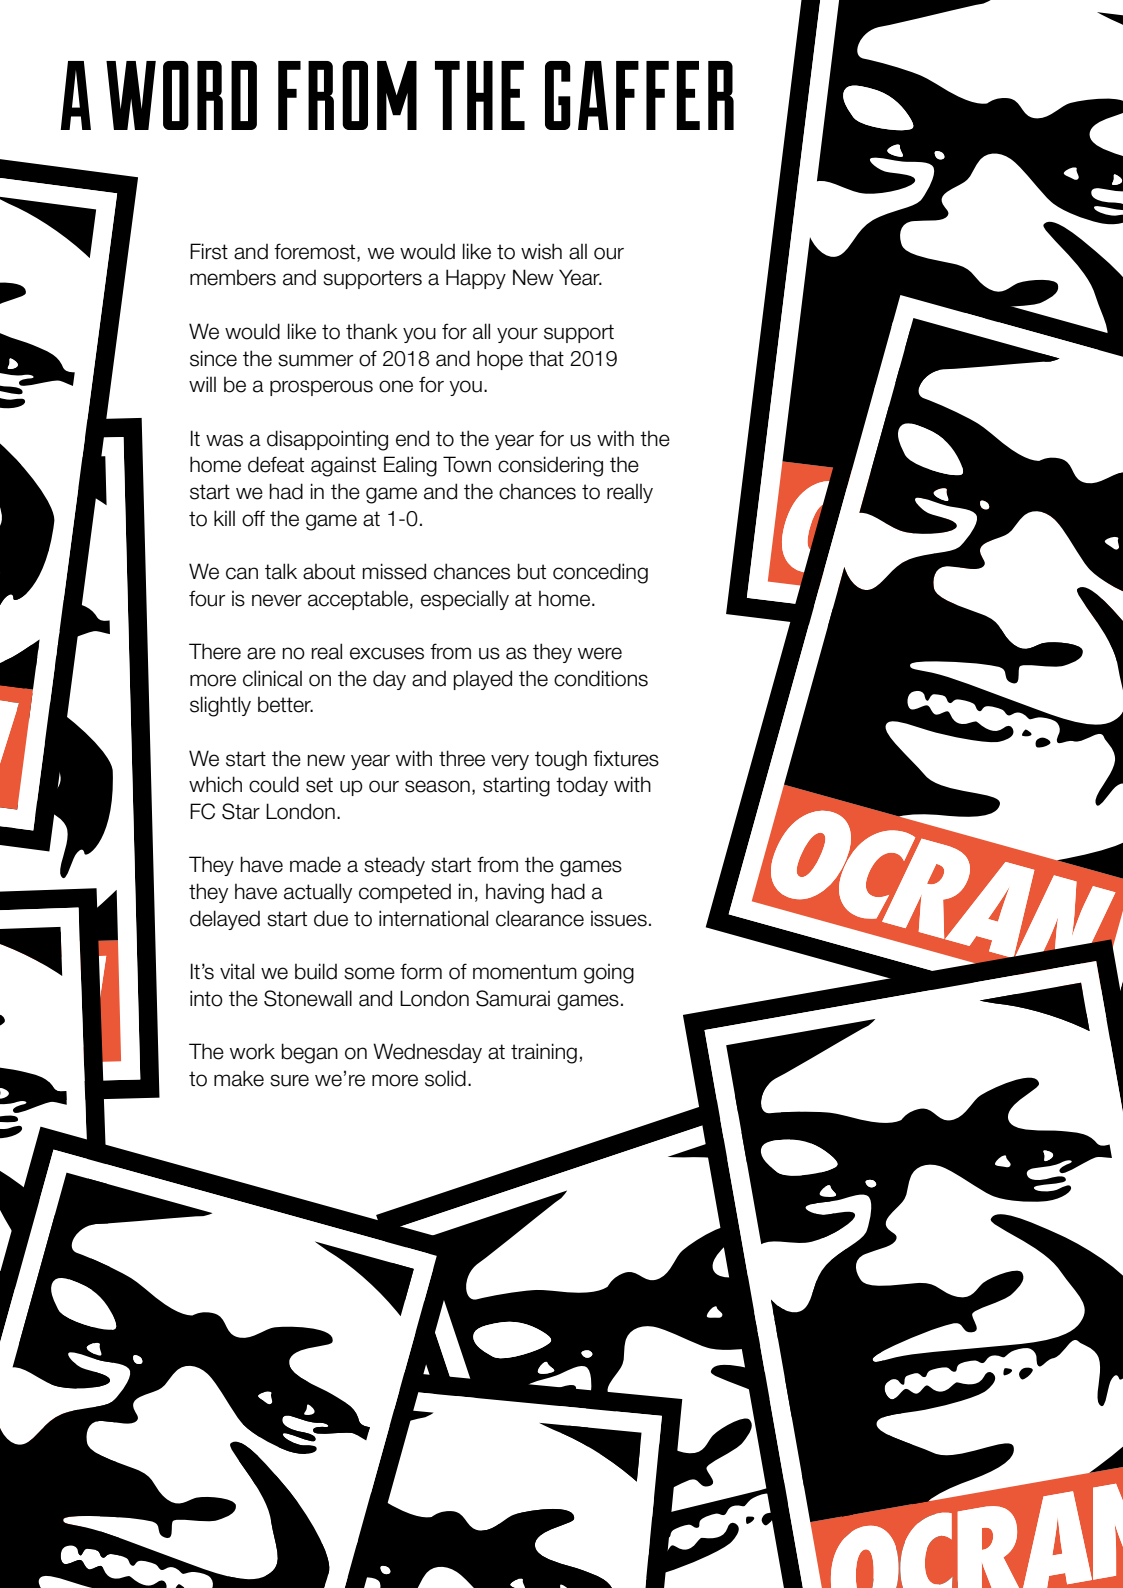 A WORD FROM THE GAFFER
First and foremost, we would like to wish all our
members and supporters a Happy New Year.
We would like to thank you for all your support
since the summer of 2018 and hope that 2019
will be a prosperous one for you.
It was a disappointing end to the year for us with the
home defeat against Ealing Town considering the
start we had in the game and the chances to really
to kill off the game at 1-0.
We can talk about missed chances but conceding
four is never acceptable, especially at home.
There are no real excuses from us as they were
more clinical on the day and played the conditions
slightly better.
We start the new year with three very tough fixtures
which could set up our season, starting today with
FC Star London.
They have made a steady start from the games
they have actually competed in, having had a
delayed start due to international clearance issues.
It’s vital we build some form of momentum going
into the Stonewall and London Samurai games.
The work began on Wednesday at training,
to make sure we’re more solid.
OCRAN
OCRAN